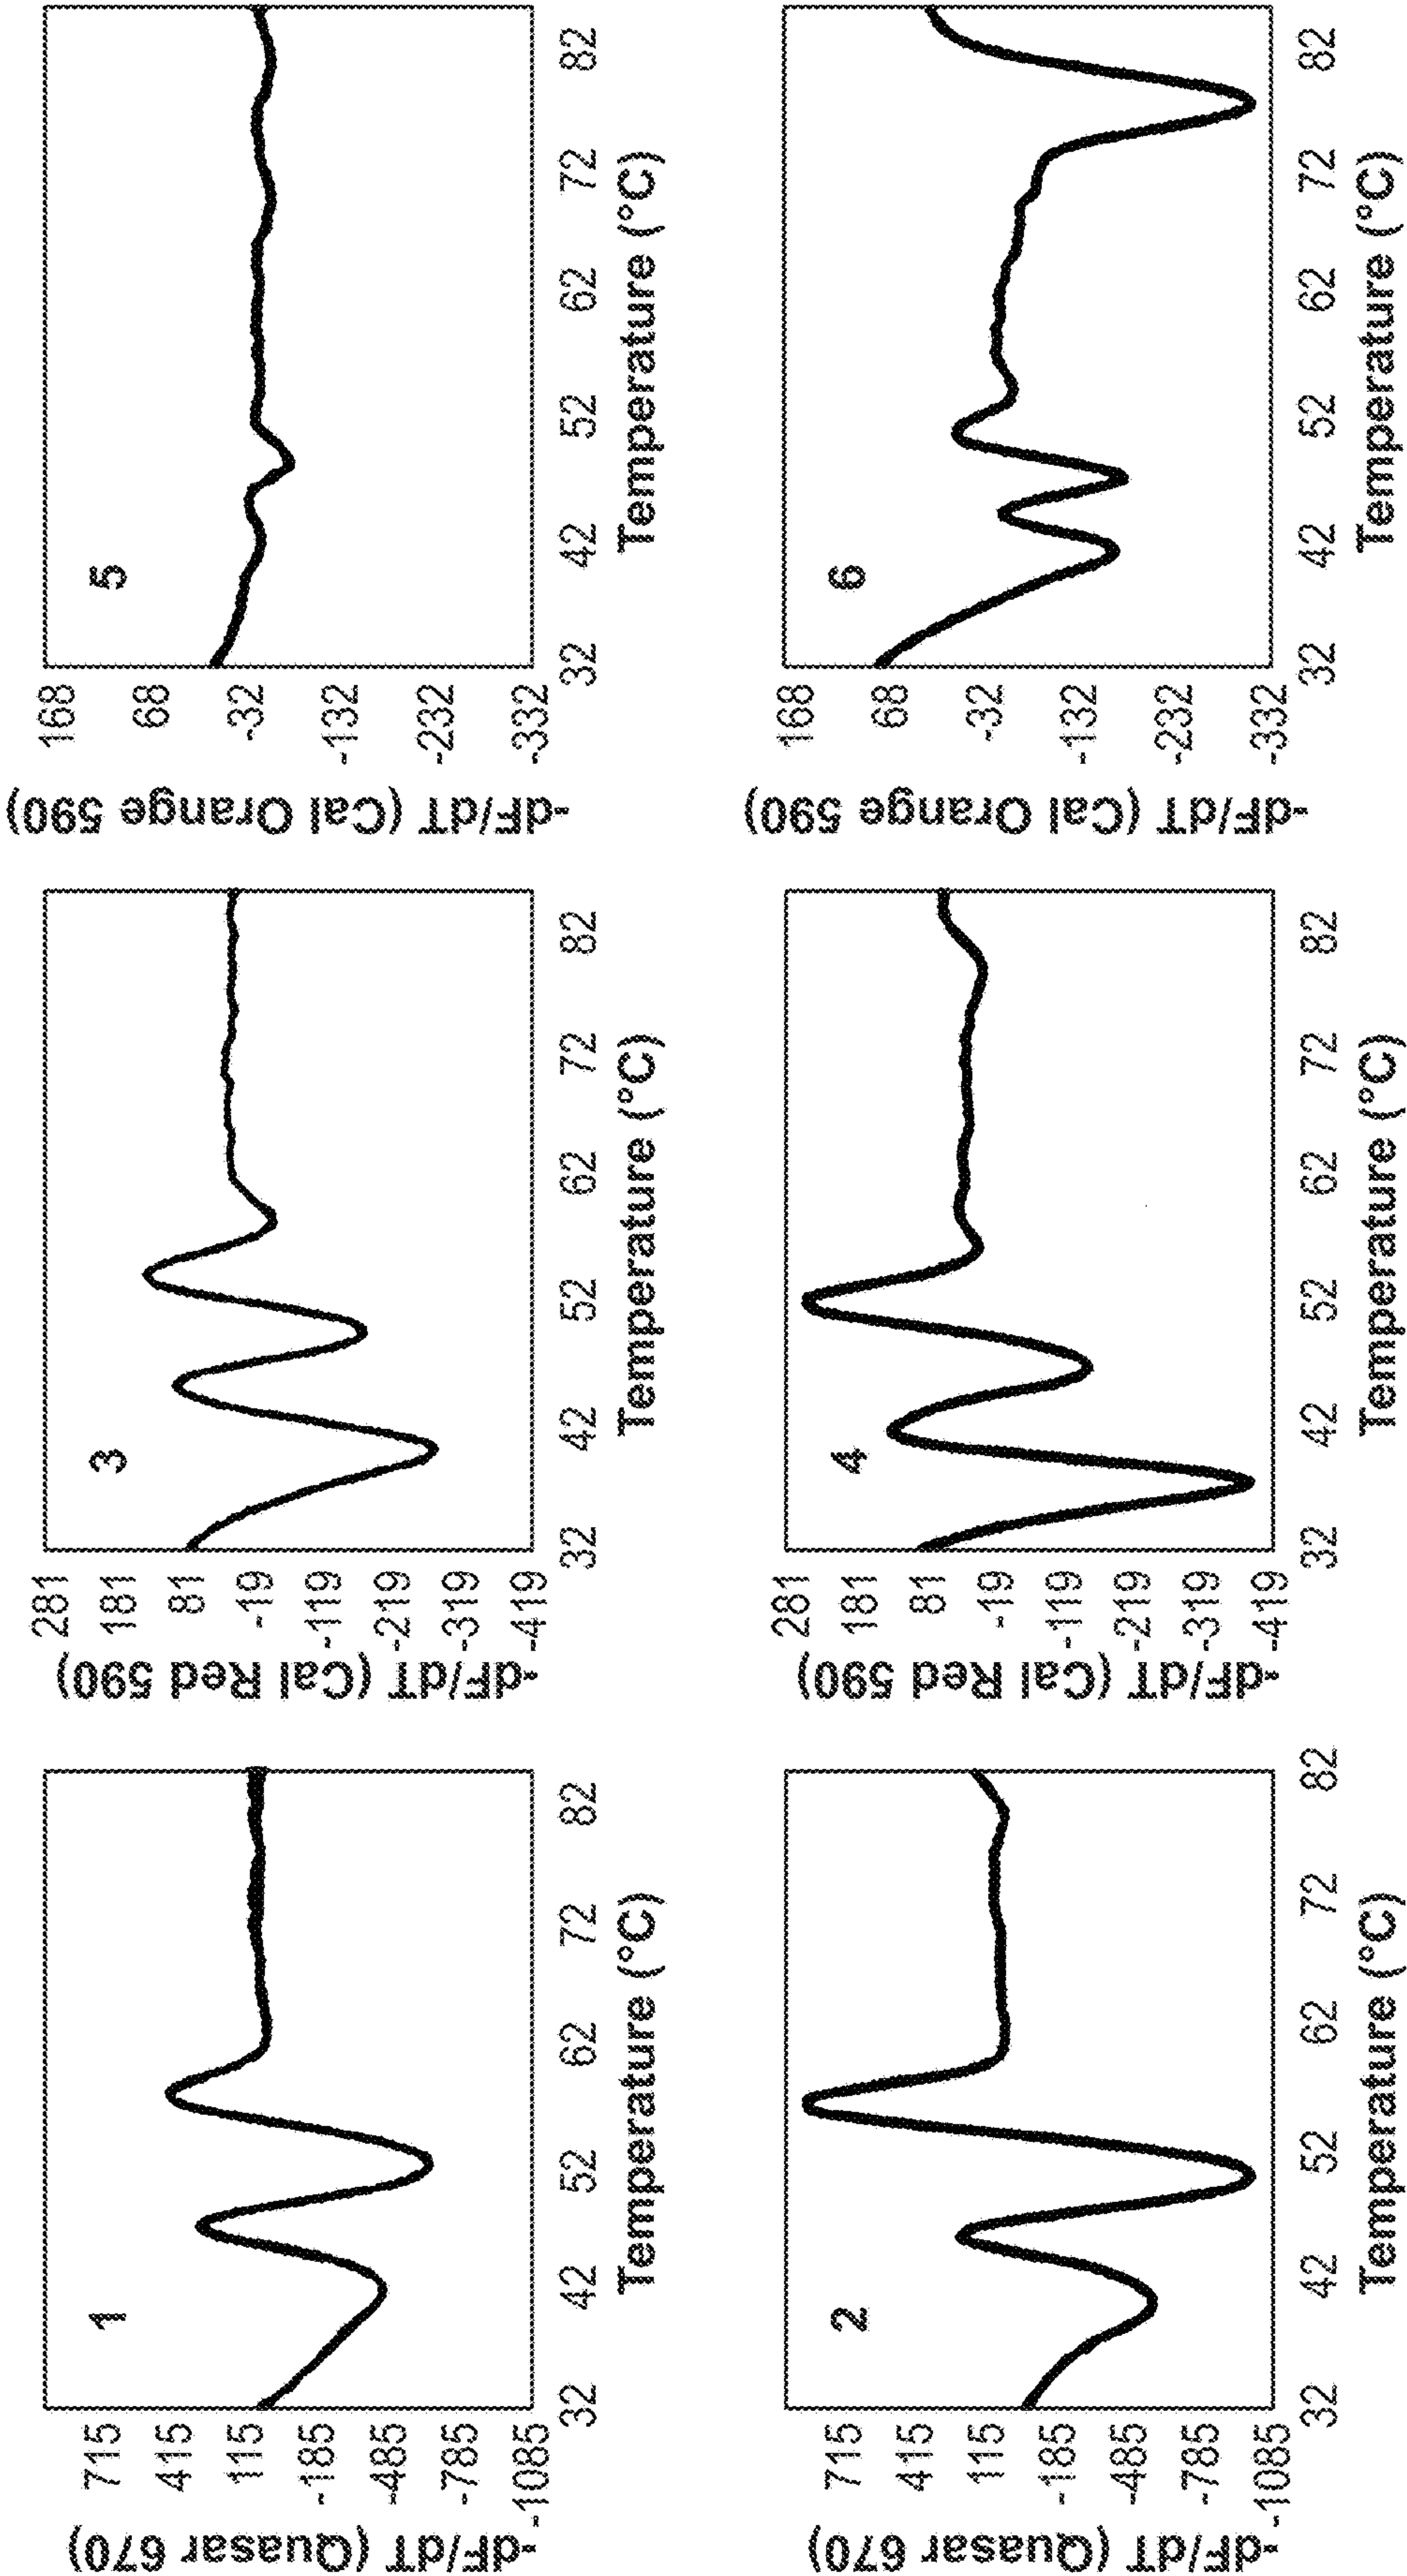 -dF/dT (Quasar 670)
715
415
115
-185
-485
-785
-1085
1
32 42 52 62 72 82
Temperature (°C)
-dF/dT (Cal Red 590)
281
181
81
-19
-119
-219
-319
-419
3
32 42 52 62 72 82
Temperature (°C)
-dF/dT (Cal Orange 590)
168
68
-32
-132
-232
-332
5
32 42 52 62 72 82
Temperature (°C)
-dF/dT (Quasar 670)
715
415
115
-185
-485
-785
-1085
2
32 42 52 62 72 82
Temperature (°C)
-dF/dT (Cal Red 590)
281
181
81
-19
-119
-219
-319
-419
4
32 42 52 62 72 82
Temperature (°C)
-dF/dT (Cal Orange 590)
168
68
-32
-132
-232
-332
6
32 42 52 62 72 82
Temperature (°C)